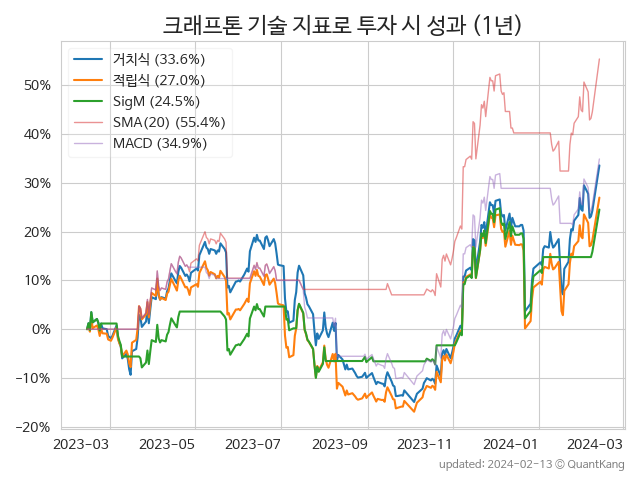 크래프톤 기술 지표로 투자 시 성과 (1년)
거치식 (33.6%)
적립식 (27.0%)
SigM (24.5%)
SMA(20) (55.4%)
MACD (34.9%)
50%
40%
30%
20%
10%
0%
−10%
−20%
2023-03 2023-05 2023-07 2023-09 2023-11 2024-01 2024-03
updated: 2024-02-13 © QuantKang